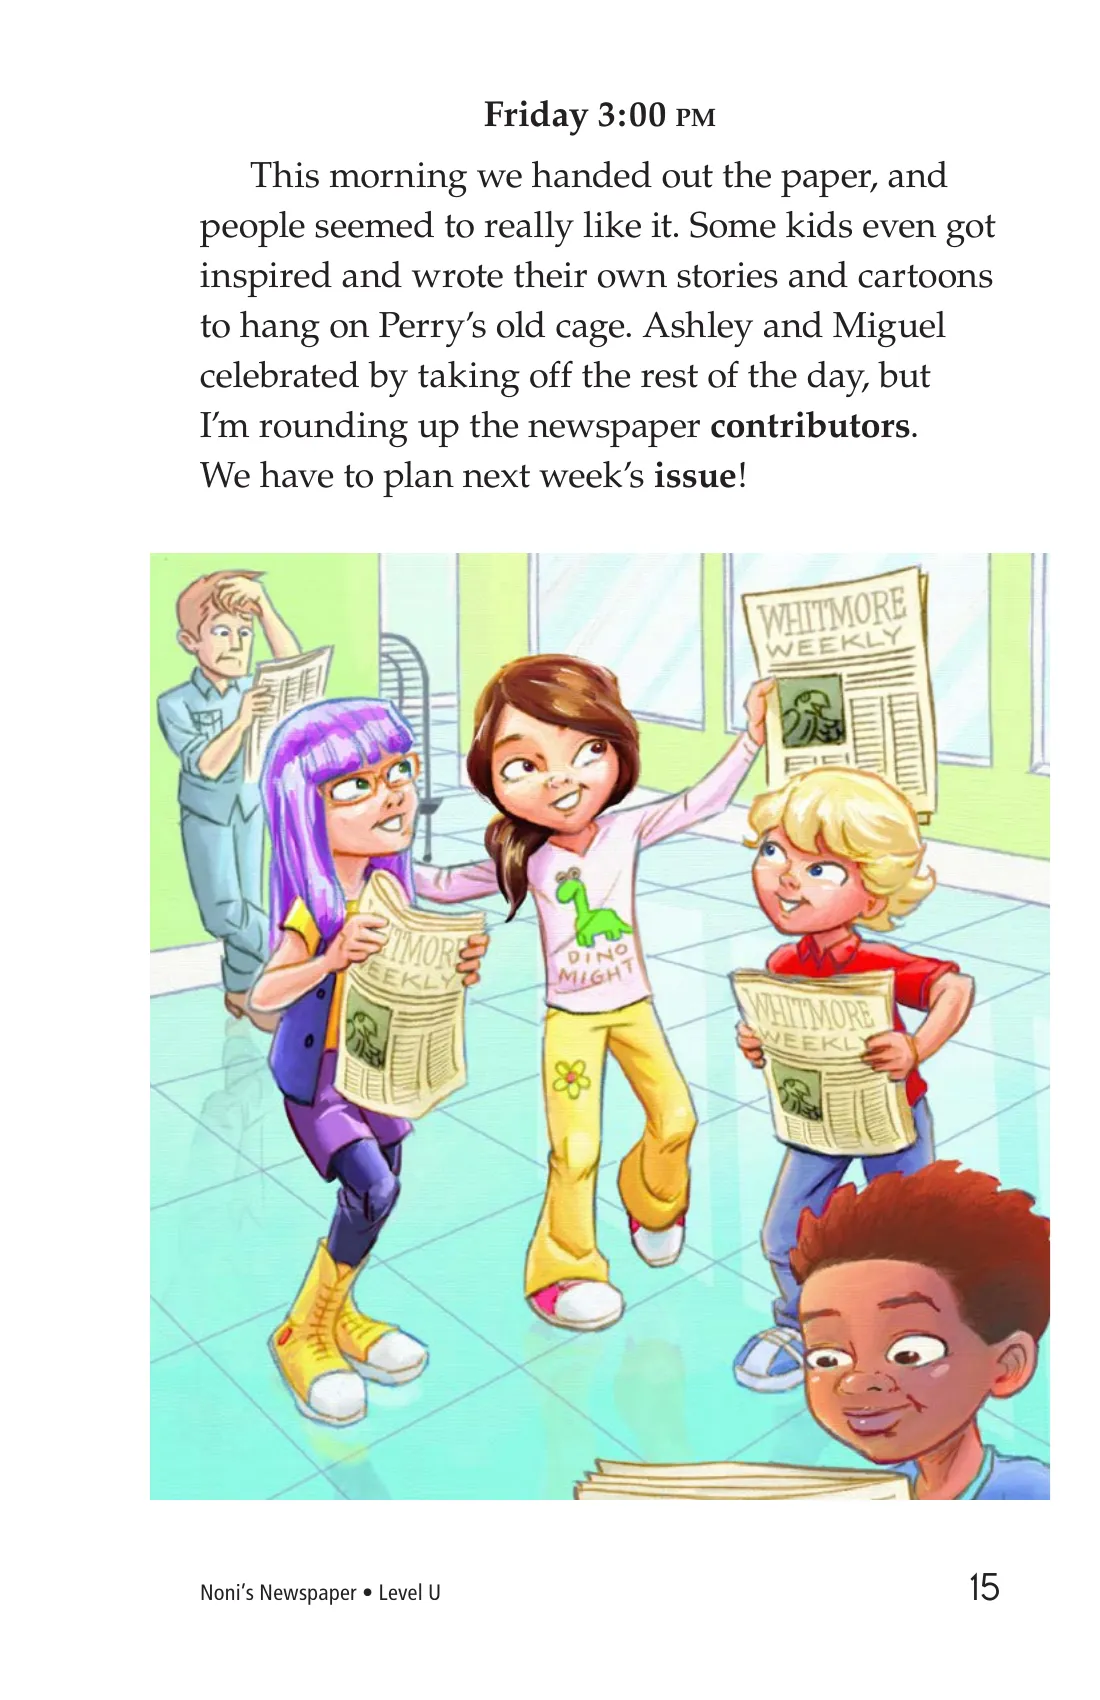 Friday 3:00 PM
This morning we handed out the paper, and
people seemed to really like it. Some kids even got
inspired and wrote their own stories and cartoons
to hang on Perry’s old cage. Ashley and Miguel
celebrated by taking off the rest of the day, but
I’m rounding up the newspaper contributors.
We have to plan next week’s issue!
WHITMORE
WEEKLY
TMORE
EEKLY
DINO
MIGHT
WHITMORE
WEEKLY
Noni’s Newspaper • Level U
15